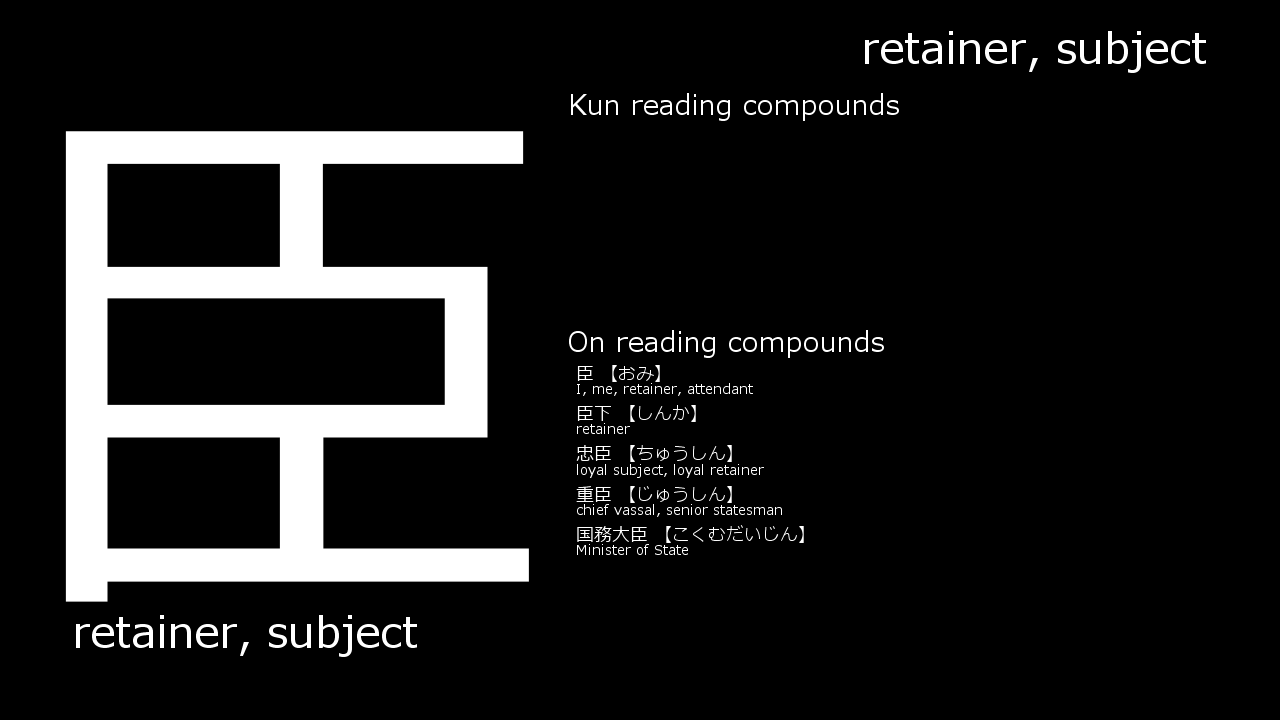 retainer, subject
臣
retainer, subject
Kun reading compounds
On reading compounds
臣 【おみ】
I, me, retainer, attendant
臣下 【しんか】
retainer
忠臣 【ちゅうしん】
loyal subject, loyal retainer
重臣 【じゅうしん】
chief vassal, senior statesman
国務大臣 【こくむだいじん】
Minister of State